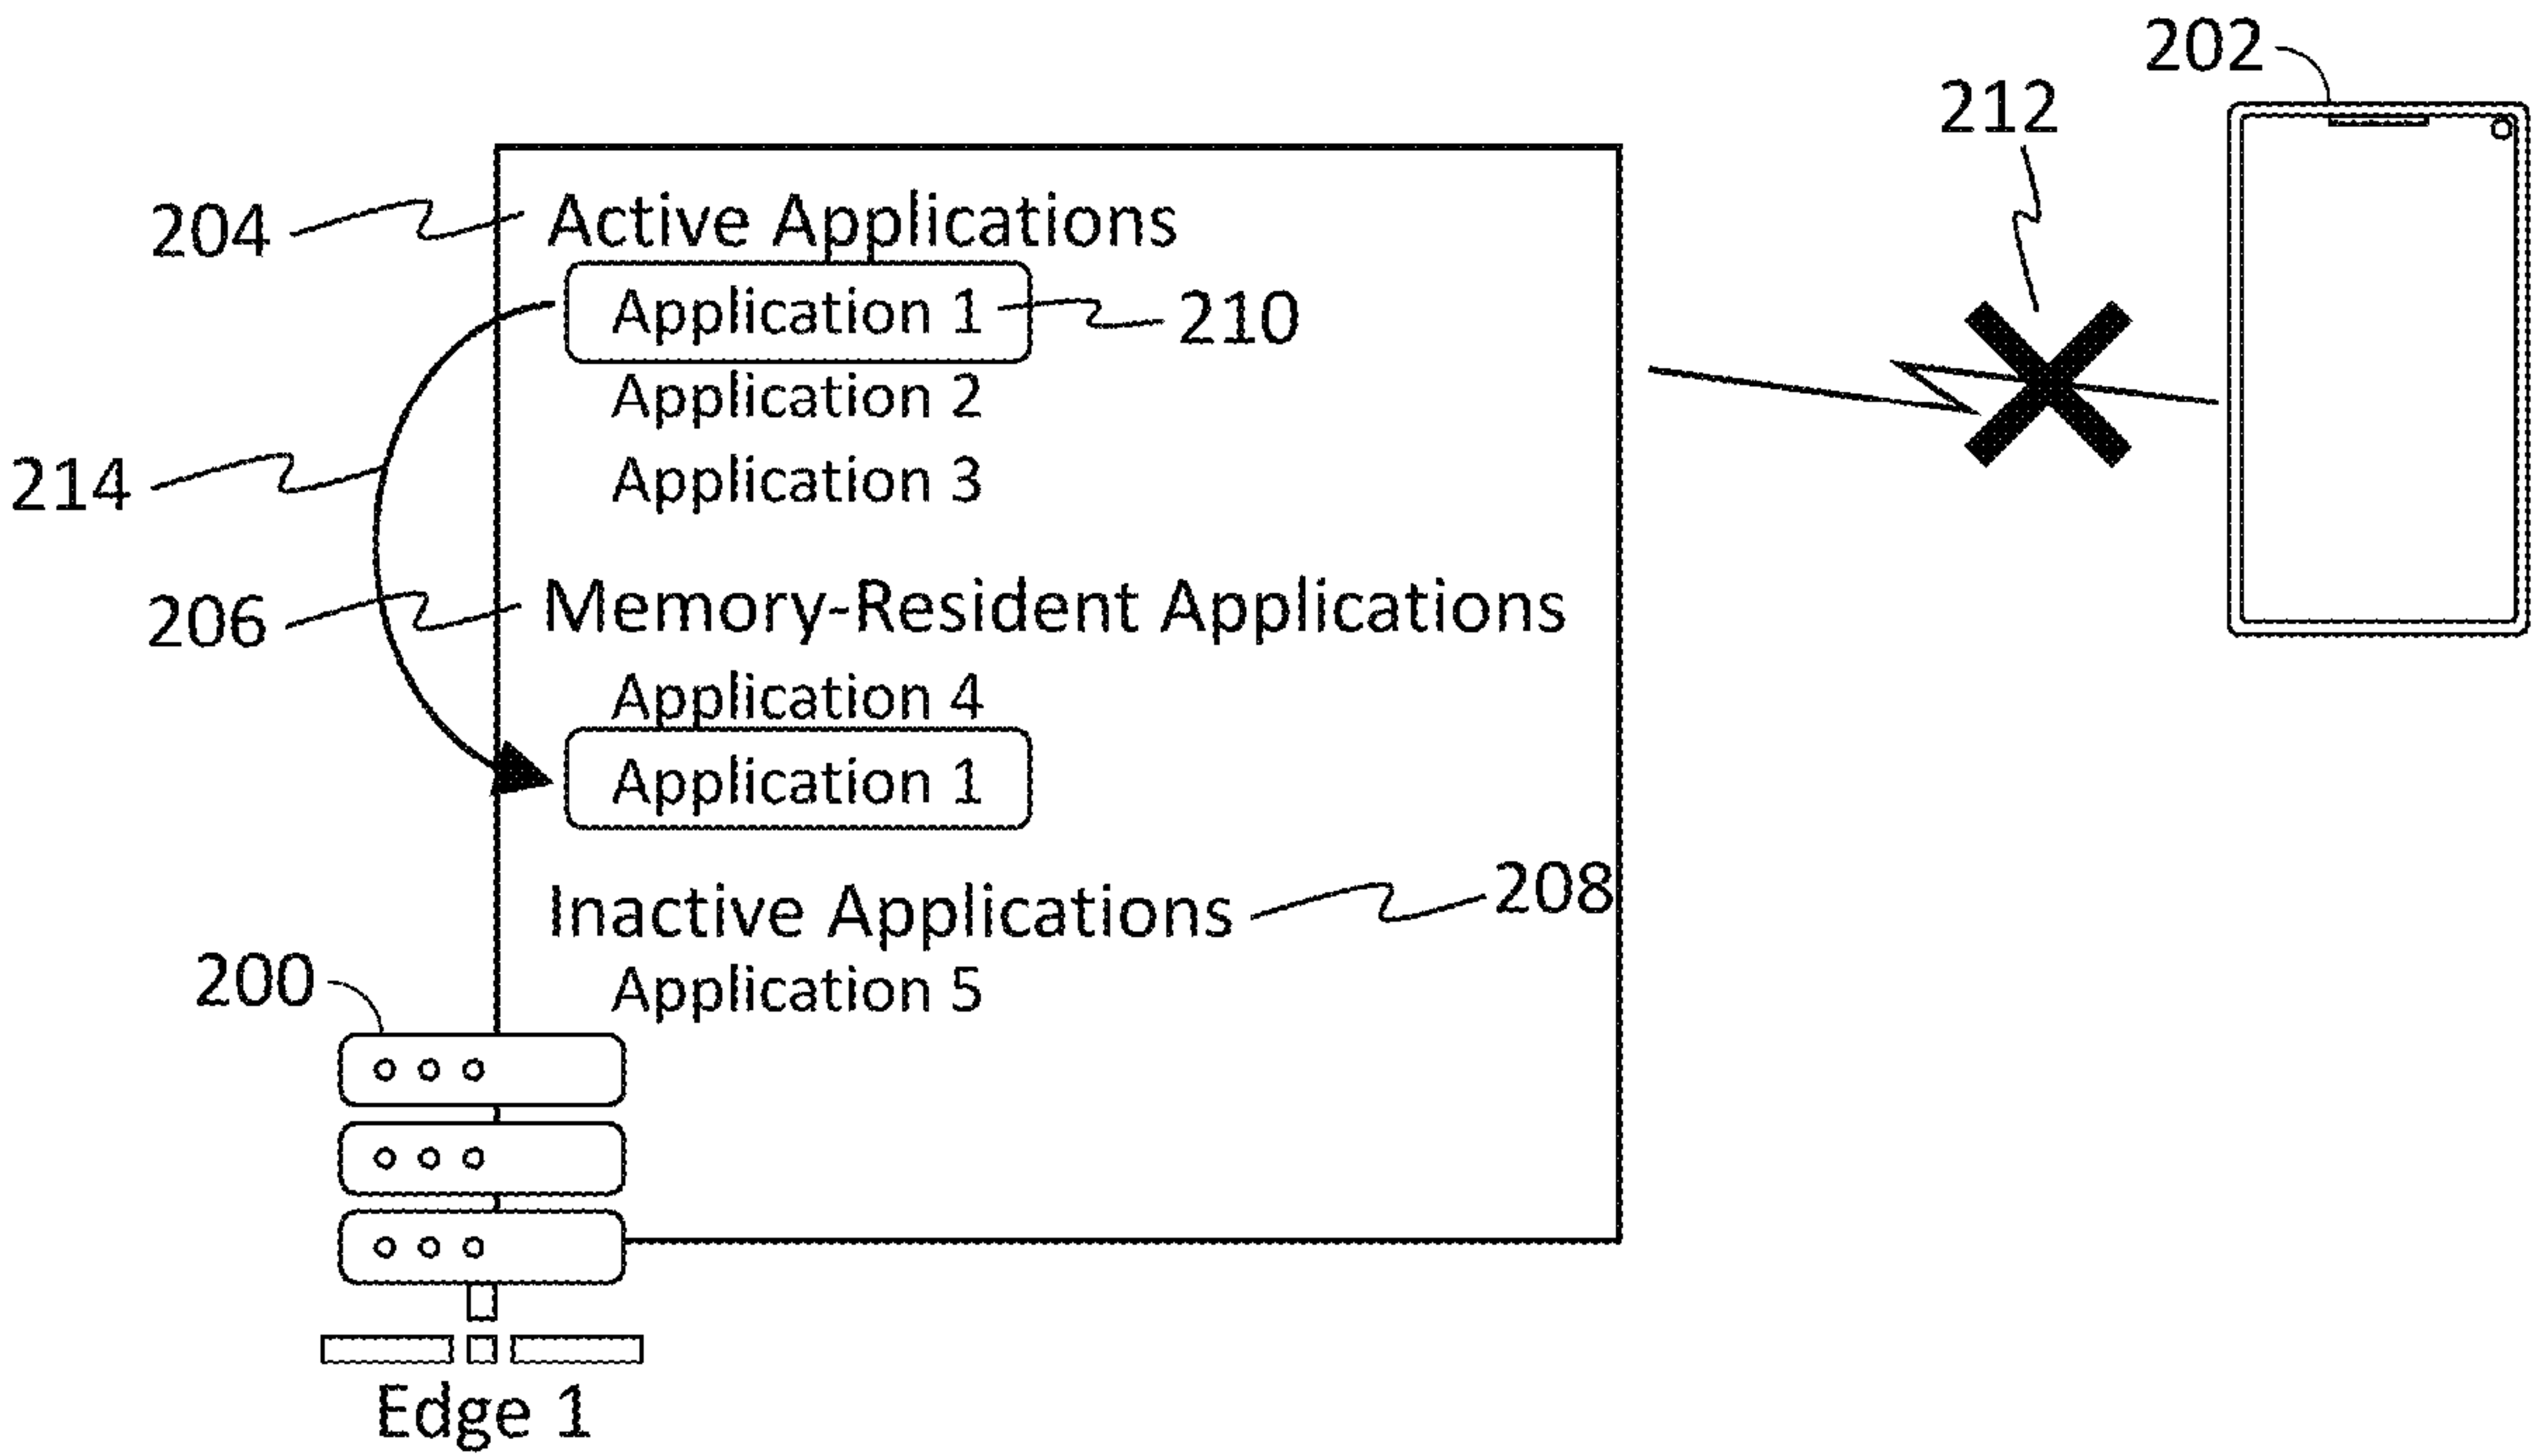 202
212
204 Active Applications
Application 1 210
Application 2
Application 3
214
206 Memory-Resident Applications
Application 4
Application 1
Inactive Applications 208
Application 5
200
Edge 1